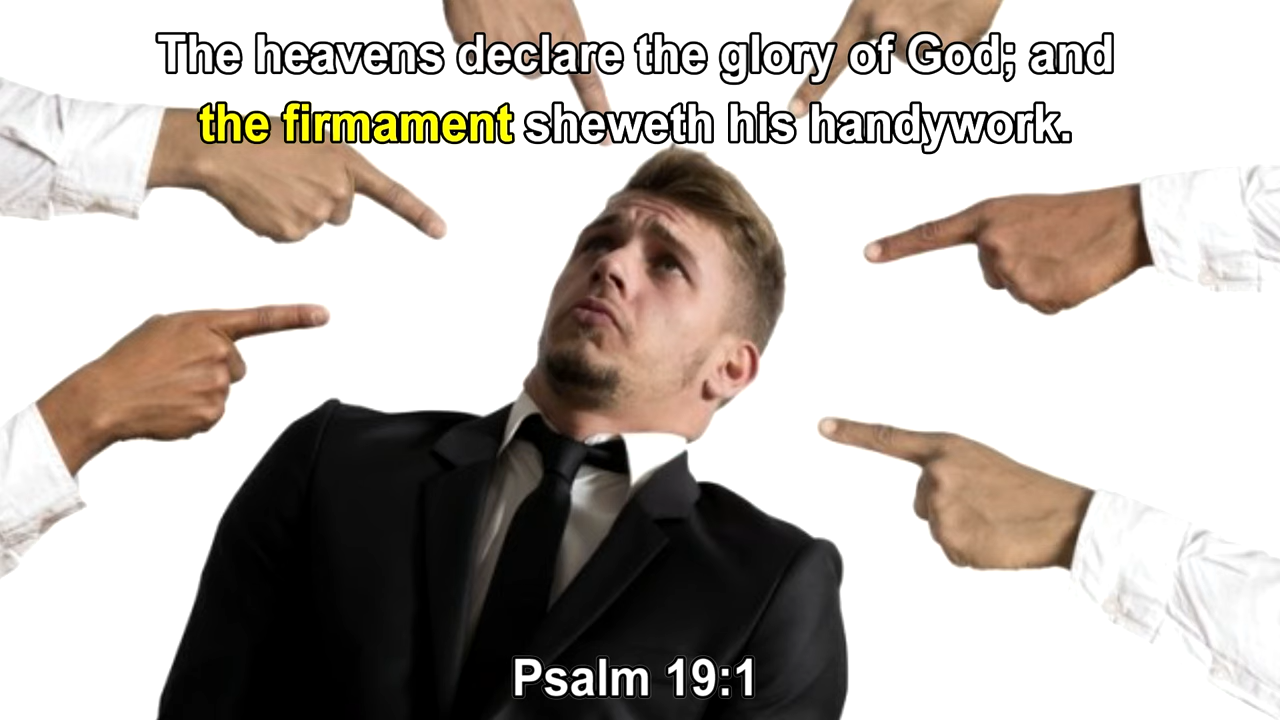 The heavens declare the glory of God; and
the firmament sheweth his handywork.
Psalm 19:1